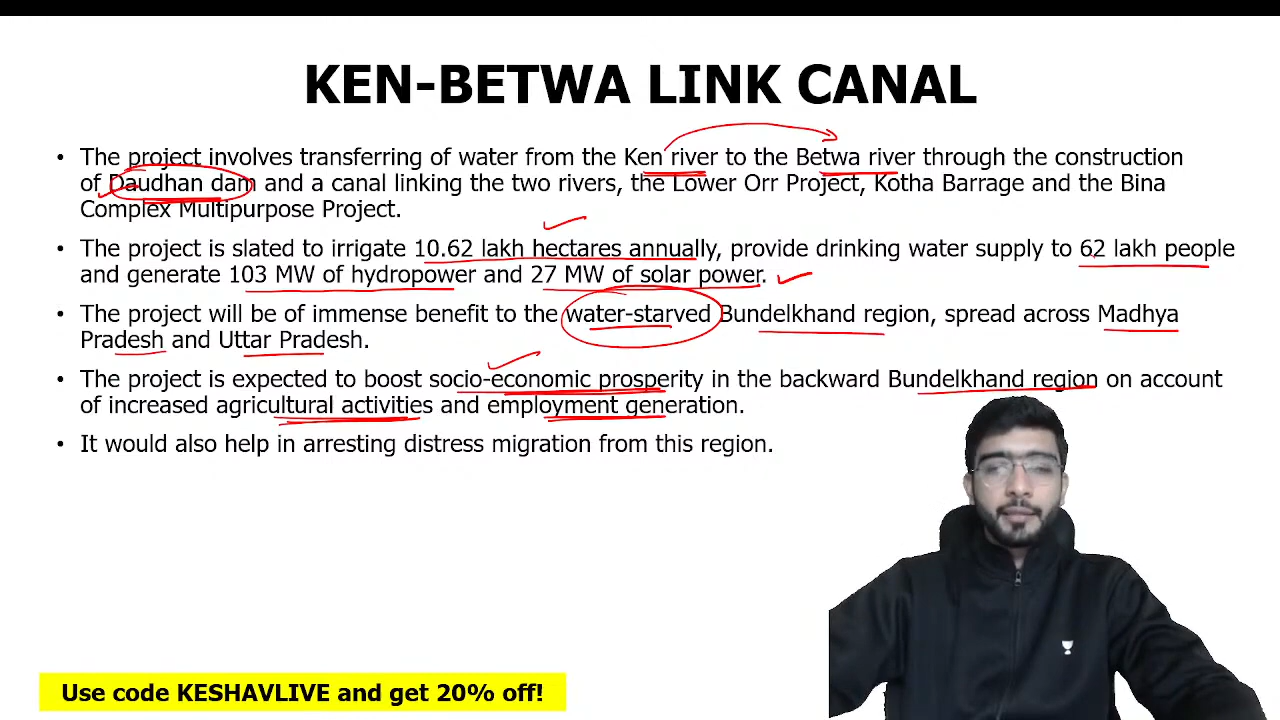 KEN-BETWA LINK CANAL
• The project involves transferring of water from the Ken river to the Betwa river through the construction
of Daudhan dam and a canal linking the two rivers, the Lower Orr Project, Kotha Barrage and the Bina
Complex Multipurpose Project.
• The project is slated to irrigate 10.62 lakh hectares annually, provide drinking water supply to 62 lakh people
and generate 103 MW of hydropower and 27 MW of solar power.
• The project will be of immense benefit to the water-starved Bundelkhand region, spread across Madhya
Pradesh and Uttar Pradesh.
• The project is expected to boost socio-economic prosperity in the backward Bundelkhand region on account
of increased agricultural activities and employment generation.
• It would also help in arresting distress migration from this region.
Use code KESHAVLIVE and get 20% off!